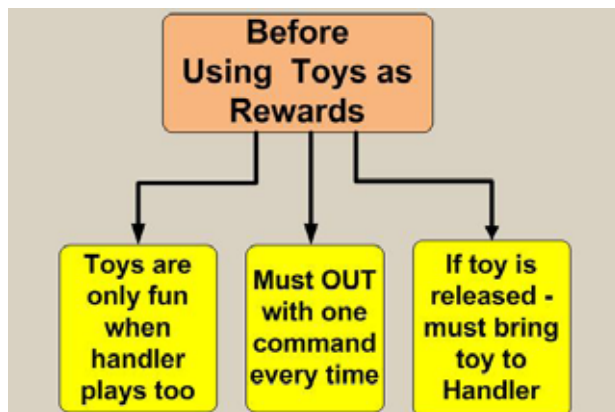 Before
Using Toys as
Rewards
Toys are
only fun
when
handler
plays too
Must OUT
with one
command
every time
If toy is
released -
must bring
toy to
Handler